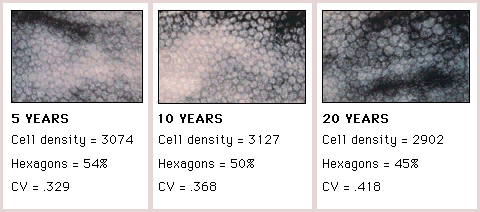 5 YEARS
Cell density = 3074
Hexagons = 54%
CV = .329
10 YEARS
Cell density = 3127
Hexagons = 50%
CV = .368
20 YEARS
Cell density = 2902
Hexagons = 45%
CV = .418